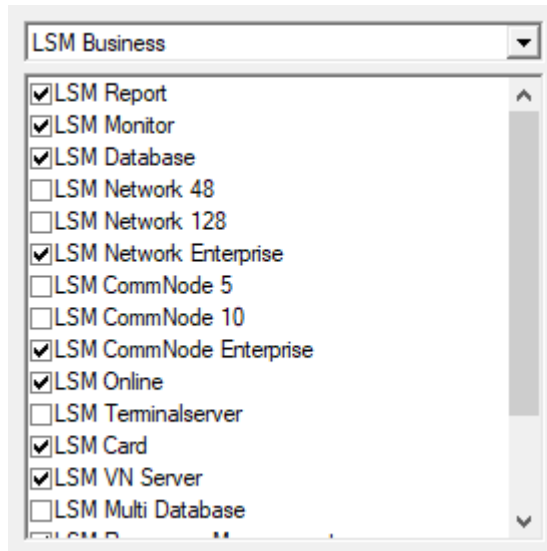 LSM Business
LSM Report
LSM Monitor
LSM Database
LSM Network 48
LSM Network 128
LSM Network Enterprise
LSM CommNode 5
LSM CommNode 10
LSM CommNode Enterprise
LSM Online
LSM Terminalserver
LSM Card
LSM VN Server
LSM Multi Database
LSM